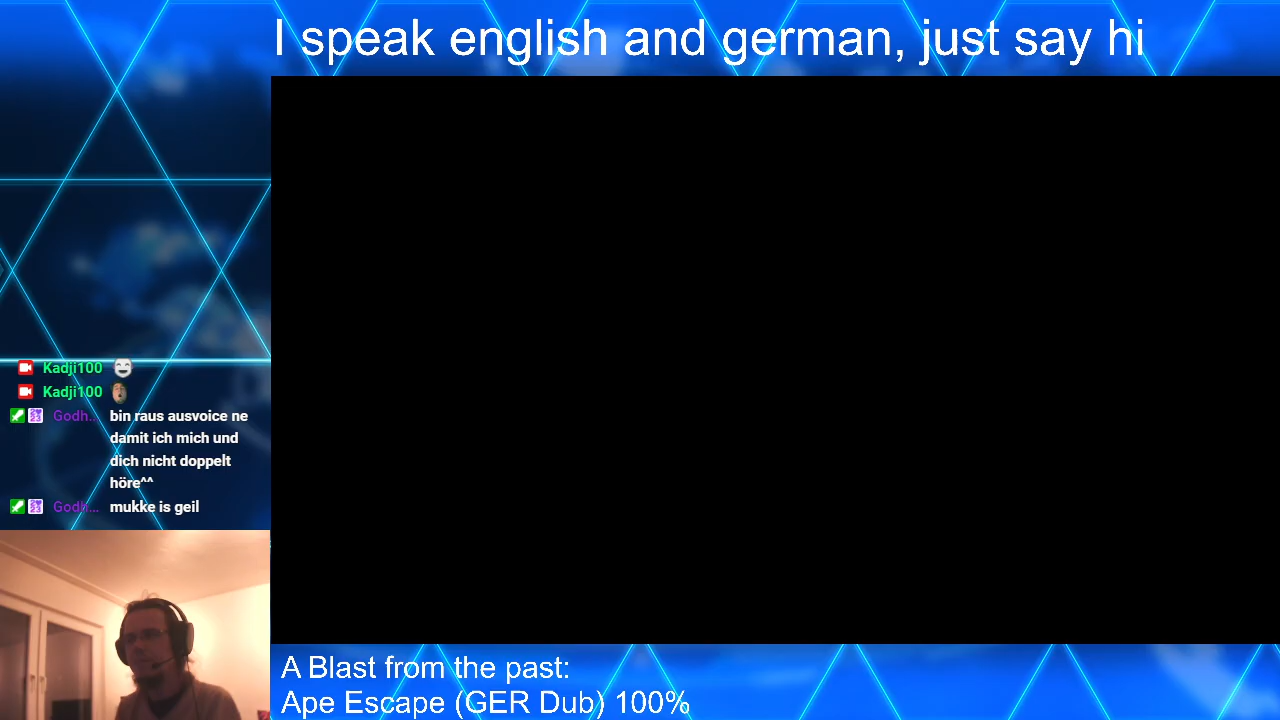 I speak english and german, just say hi
Kadji100
Kadji100
Godh... bin raus ausvoice ne
damit ich mich und
dich nicht doppelt
höre^^
Godh... mukke is geil
A Blast from the past:
Ape Escape (GER Dub) 100%